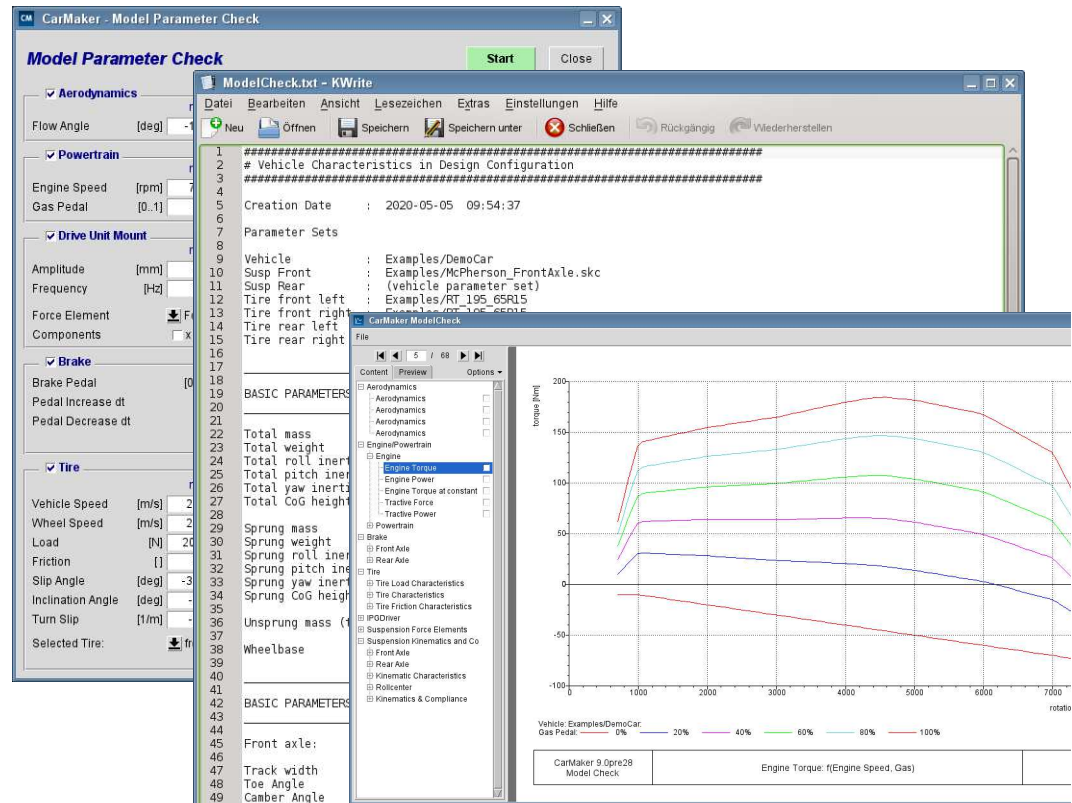 CM CarMaker - Model Parameter Check
Model Parameter Check
Start
Close
Aerodynamics
Flow Angle [deg]
Powertrain
Engine Speed [rpm]
Gas Pedal [0..1]
Drive Unit Mount
Amplitude [mm]
Frequency [Hz]
Force Element
Components x
Brake
Brake Pedal
Pedal Increase dt
Pedal Decrease dt
Tire
Vehicle Speed [m/s] 2
Wheel Speed [m/s] 2
Load [N] 20
Friction []
Slip Angle [deg] -3
Inclination Angle [deg] -
Turn Slip [1/m] -
Selected Tire:
ModelCheck.txt – KWrite
Datei Bearbeiten Ansicht Lesezeichen Extras Einstellungen Hilfe
Neu Öffnen Speichern Speichern unter Schließen Rückgängig Wiederherstellen
1 ##############################################################################
2 # Vehicle Characteristics in Design Configuration
3 ##############################################################################
4
5 Creation Date : 2020-05-05 09:54:37
6
7 Parameter Sets
8
9 Vehicle : Examples/DemoCar
10 Susp Front : Examples/McPherson_FrontAxle.skc
11 Susp Rear : (vehicle parameter set)
12 Tire front left : Examples/RT_195_65R15
13 Tire front right : Examples/RT_195_65R15
14 Tire rear left
15 Tire rear right
16
17
18
19 BASIC PARAMETERS
20
21
22 Total mass
23 Total weight
24 Total roll inert
25 Total pitch iner
26 Total yaw inerti
27 Total CoG height
28
29 Sprung mass
30 Sprung weight
31 Sprung roll iner
32 Sprung pitch ine
33 Sprung yaw inert
34 Sprung CoG heigh
35
36 Unsprung mass (f
37
38 Wheelbase
39
40
41
42 BASIC PARAMETERS
43
44
45 Front axle:
46
47 Track width
48 Toe Angle
49 Camber Angle
CarMaker ModelCheck
File
5 / 68
Content Preview Options
Aerodynamics
Aerodynamics
Aerodynamics
Aerodynamics
Aerodynamics
Engine/Powertrain
Engine
Engine Torque
Engine Power
Engine Torque at constant
Tractive Force
Tractive Power
Powertrain
Brake
Front Axle
Rear Axle
Tire
Tire Load Characteristics
Tire Characteristics
Tire Friction Characteristics
IPGDriver
Suspension Force Elements
Suspension Kinematics and Co
Front Axle
Rear Axle
Kinematic Characteristics
Rollcenter
Kinematics & Compliance
torque [Nm]
200
150
100
50
0
-50
-100
0 1000 2000 3000 4000 5000 6000 7000
rotatio
Vehicle: Examples/DemoCar:
Gas Pedal: 0% 20% 40% 60% 80% 100%
CarMaker 9.0pre28
Model Check
Engine Torque: f(Engine Speed, Gas)